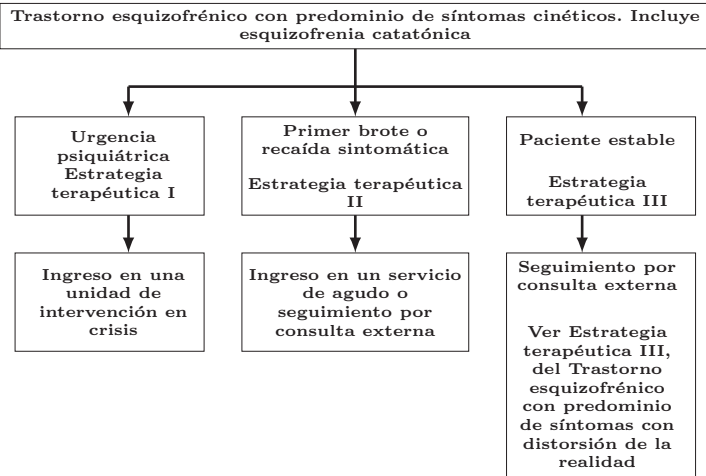 Trastorno esquizofrénico con predominio de síntomas cinéticos. Incluye
esquizofrenia catatónica
Urgencia
psiquiátrica
Estrategia
terapéutica I
Primer brote o
recaída sintomática
Estrategia terapéutica
II
Paciente estable
Estrategia
terapéutica III
Ingreso en una
unidad de
intervención en
crisis
Ingreso en un servicio
de agudo o
seguimiento por
consulta externa
Seguimiento por
consulta externa
Ver Estrategia
terapéutica III,
del Trastorno
esquizofrénico
con predominio
de síntomas con
distorsión de la
realidad